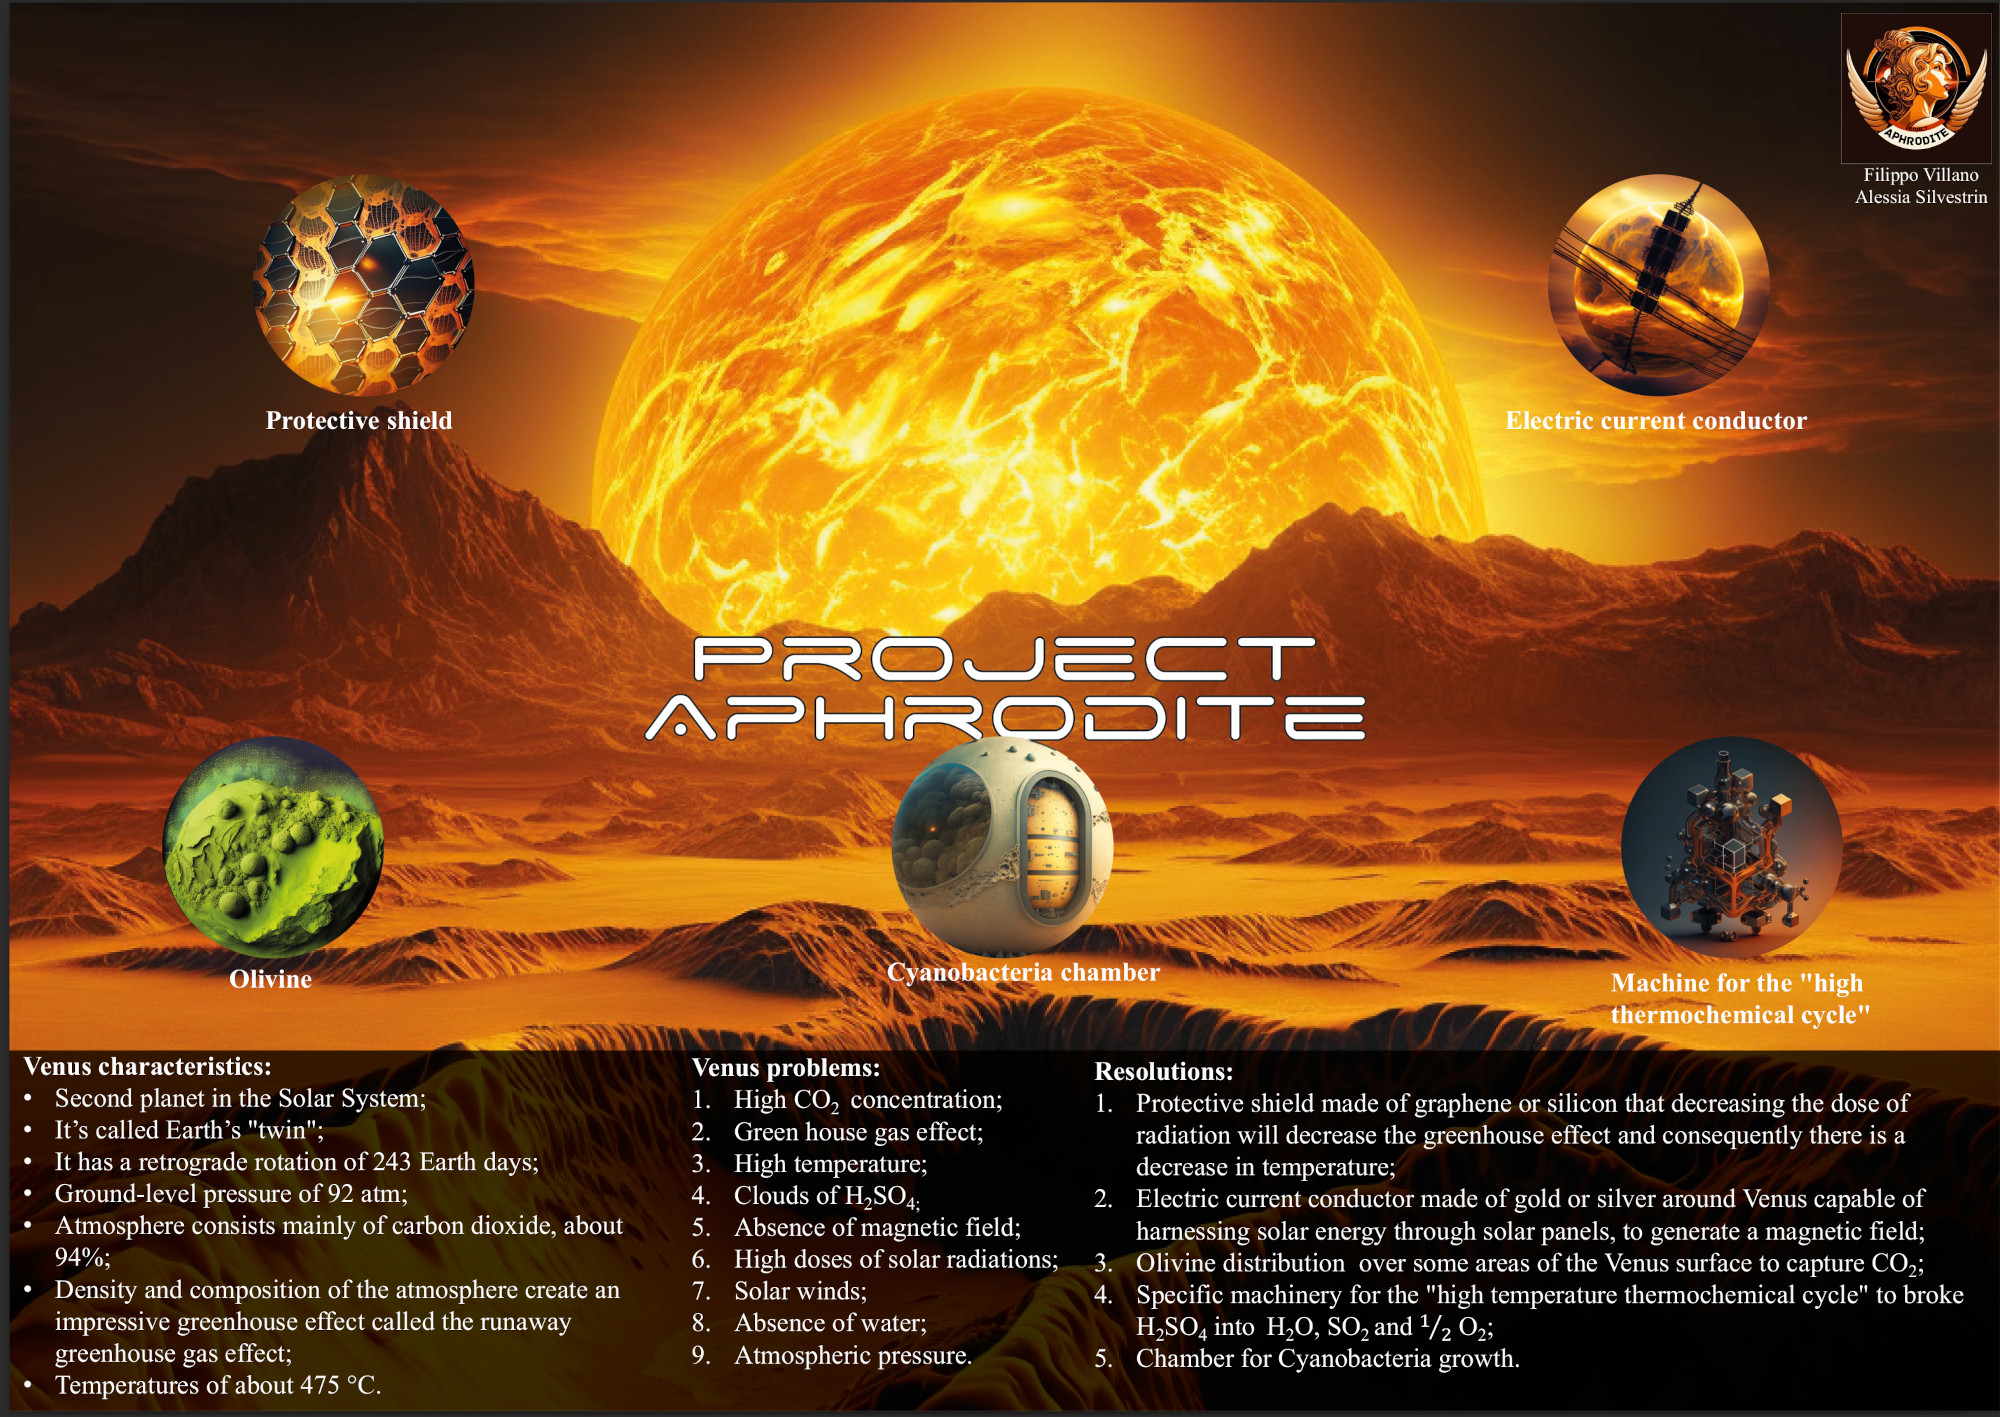 PROJECT
APHRODITE
Filippo Villano
Alessia Silvestrin
Protective shield
Electric current conductor
PROJECT
APHRODITE
Olivine
Cyanobacteria chamber
Machine for the "high
thermochemical cycle"
Venus characteristics:
• Second planet in the Solar System;
• It’s called Earth’s "twin";
• It has a retrograde rotation of 243 Earth days;
• Ground-level pressure of 92 atm;
• Atmosphere consists mainly of carbon dioxide, about
94%;
• Density and composition of the atmosphere create an
impressive greenhouse effect called the runaway
greenhouse gas effect;
• Temperatures of about 475 °C.
Venus problems:
1. High CO₂ concentration;
2. Green house gas effect;
3. High temperature;
4. Clouds of H₂SO₄;
5. Absence of magnetic field;
6. High doses of solar radiations;
7. Solar winds;
8. Absence of water;
9. Atmospheric pressure.
Resolutions:
1. Protective shield made of graphene or silicon that decreasing the dose of
radiation will decrease the greenhouse effect and consequently there is a
decrease in temperature;
2. Electric current conductor made of gold or silver around Venus capable of
harnessing solar energy through solar panels, to generate a magnetic field;
3. Olivine distribution over some areas of the Venus surface to capture CO₂;
4. Specific machinery for the "high temperature thermochemical cycle" to broke
H₂SO₄ into H₂O, SO₂ and ½ O₂;
5. Chamber for Cyanobacteria growth.